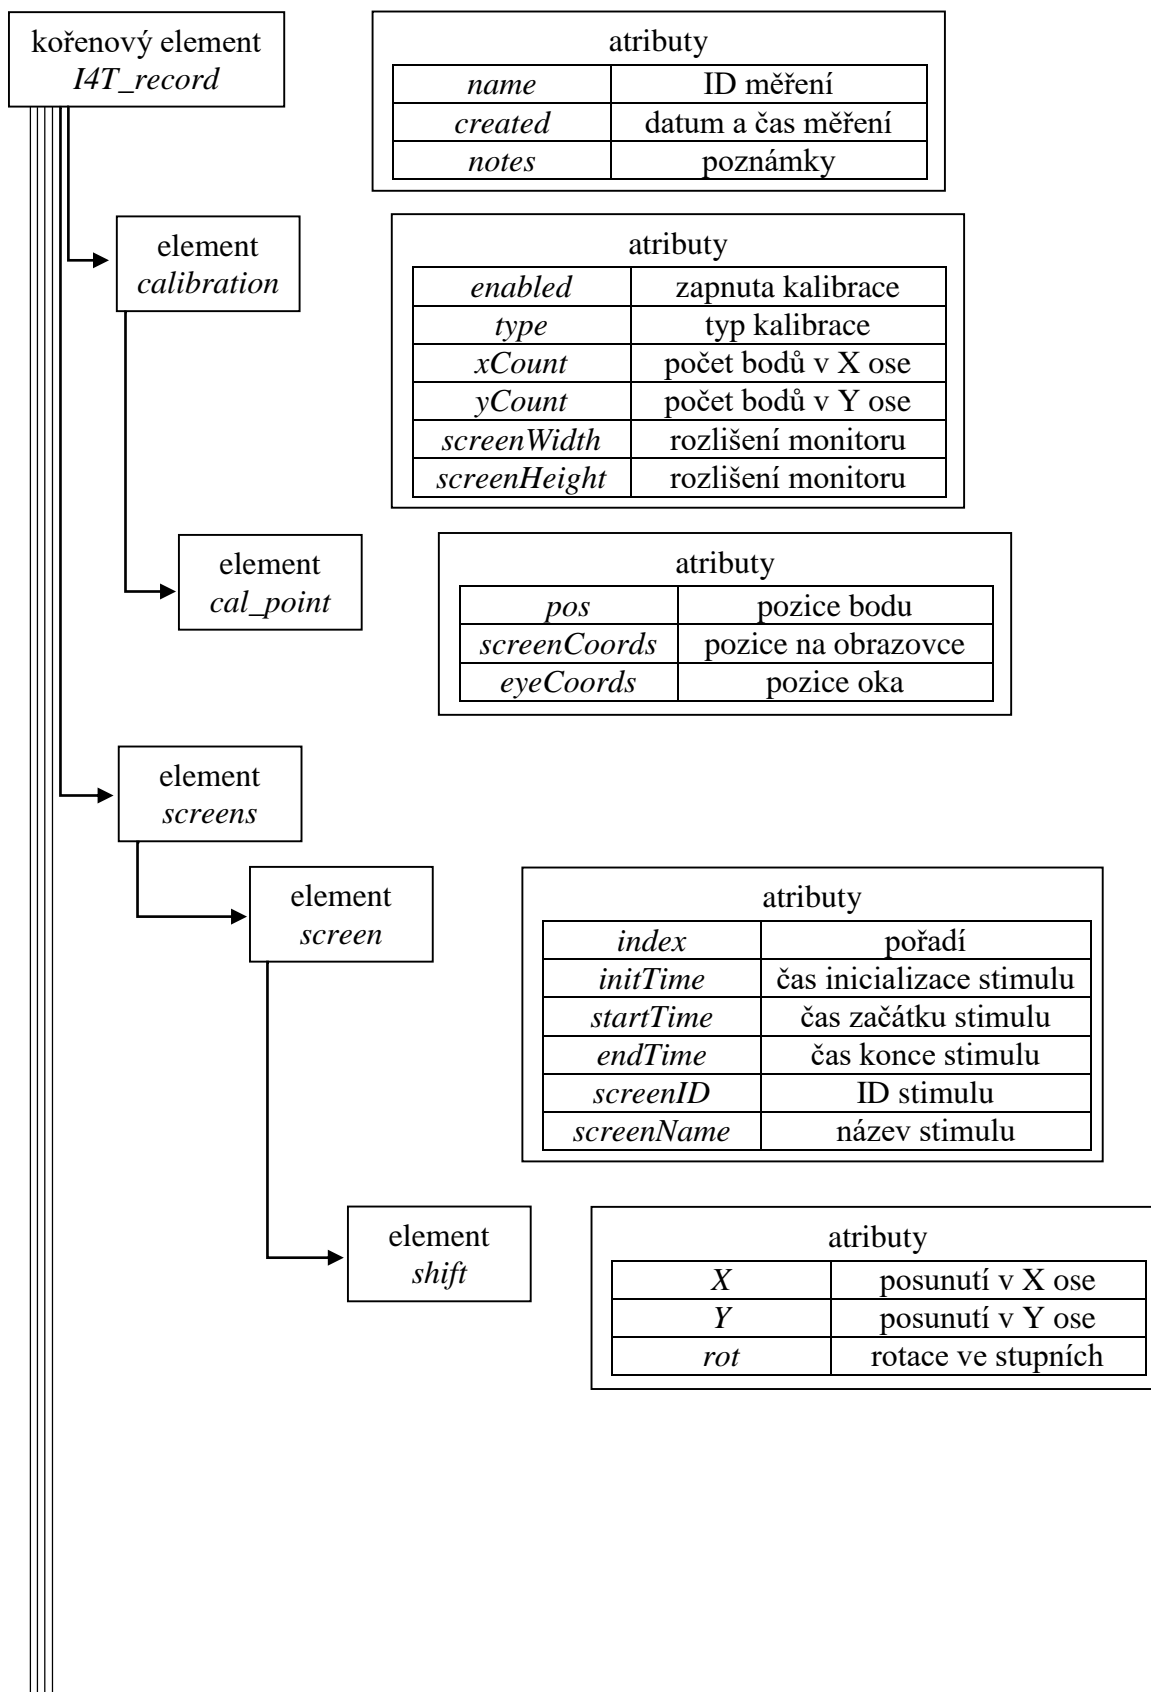 kořenový element
I4T_record
atributy
name ID měření
created datum a čas měření
notes poznámky
element
calibration
atributy
enabled zapnuta kalibrace
type typ kalibrace
xCount počet bodů v X ose
yCount počet bodů v Y ose
screenWidth rozlišení monitoru
screenHeight rozlišení monitoru
element
cal_point
atributy
pos pozice bodu
screenCoords pozice na obrazovce
eyeCoords pozice oka
element
screens
element
screen
atributy
index pořadí
initTime čas inicializace stimulu
startTime čas začátku stimulu
endTime čas konce stimulu
screenID ID stimulu
screenName název stimulu
element
shift
atributy
X posunutí v X ose
Y posunutí v Y ose
rot rotace ve stupních